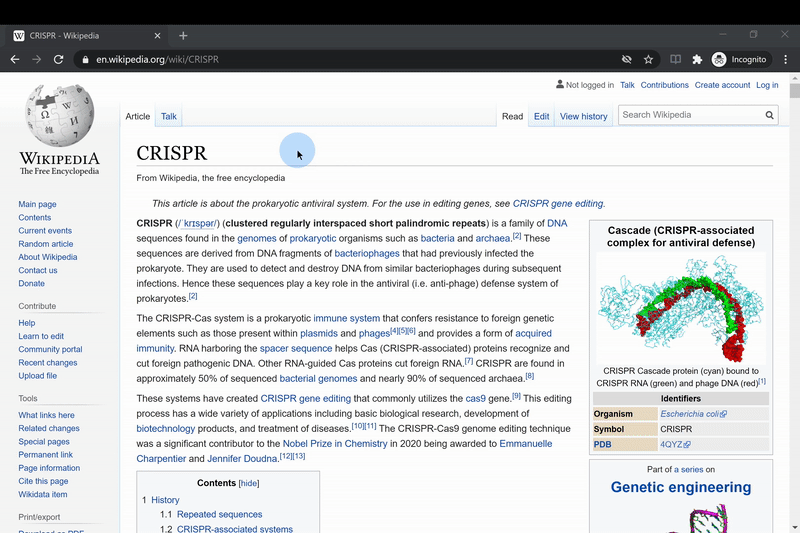 CRISPR - Wikipedia
en.wikipedia.org/wiki/CRISPR
Incognito
Not logged in Talk Contributions Create account Log in
Article Talk
Read Edit View history
Search Wikipedia
WIKIPEDIA
The Free Encyclopedia
Main page
Contents
Current events
Random article
About Wikipedia
Contact us
Donate
Contribute
Help
Learn to edit
Community portal
Recent changes
Upload file
Tools
What links here
Related changes
Special pages
Permanent link
Page information
Cite this page
Wikidata item
Print/export
Download as PDF
CRISPR
From Wikipedia, the free encyclopedia
This article is about the prokaryotic antiviral system. For the use in editing genes, see CRISPR gene editing.
CRISPR (/ˈkrɪspər/) (clustered regularly interspaced short palindromic repeats) is a family of DNA
sequences found in the genomes of prokaryotic organisms such as bacteria and archaea.[2] These
sequences are derived from DNA fragments of bacteriophages that had previously infected the
prokaryote. They are used to detect and destroy DNA from similar bacteriophages during subsequent
infections. Hence these sequences play a key role in the antiviral (i.e. anti-phage) defense system of
prokaryotes.[2]
The CRISPR-Cas system is a prokaryotic immune system that confers resistance to foreign genetic
elements such as those present within plasmids and phages[4][5][6] and provides a form of acquired
immunity. RNA harboring the spacer sequence helps Cas (CRISPR-associated) proteins recognize and
cut foreign pathogenic DNA. Other RNA-guided Cas proteins cut foreign RNA.[7] CRISPR are found in
approximately 50% of sequenced bacterial genomes and nearly 90% of sequenced archaea.[8]
These systems have created CRISPR gene editing that commonly utilizes the cas9 gene.[9] This editing
process has a wide variety of applications including basic biological research, development of
biotechnology products, and treatment of diseases.[10][11] The CRISPR-Cas9 genome editing technique
was a significant contributor to the Nobel Prize in Chemistry in 2020 being awarded to Emmanuelle
Charpentier and Jennifer Doudna.[12][13]
Contents [hide]
1 History
1.1 Repeated sequences
1.2 CRISPR-associated systems
Cascade (CRISPR-associated
complex for antiviral defense)
CRISPR Cascade protein (cyan) bound to
CRISPR RNA (green) and phage DNA (red)[1]
Identifiers
Organism Escherichia coli
Symbol CRISPR
PDB 4QYZ
Part of a series on
Genetic engineering